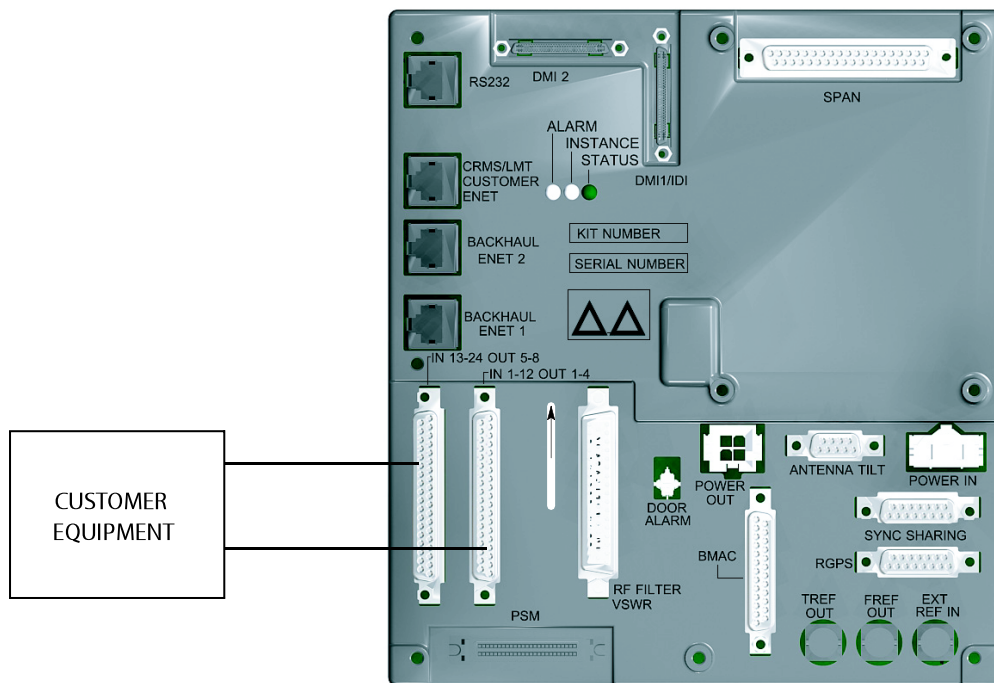 RS232
DMI 2
SPAN
ALARM
INSTANCE
STATUS
DMI1/IDI
CRMS/LMT
CUSTOMER
ENET
BACKHAUL
ENET 2
KIT NUMBER
SERIAL NUMBER
BACKHAUL
ENET 1
IN 13-24 OUT 5-8
IN 1-12 OUT 1-4
CUSTOMER
EQUIPMENT
DOOR
ALARM
POWER
OUT
ANTENNA TILT
POWER IN
SYNC SHARING
BMAC
RGPS
RF FILTER
VSWR
PSM
TREF
OUT
FREF
OUT
EXT
REF IN